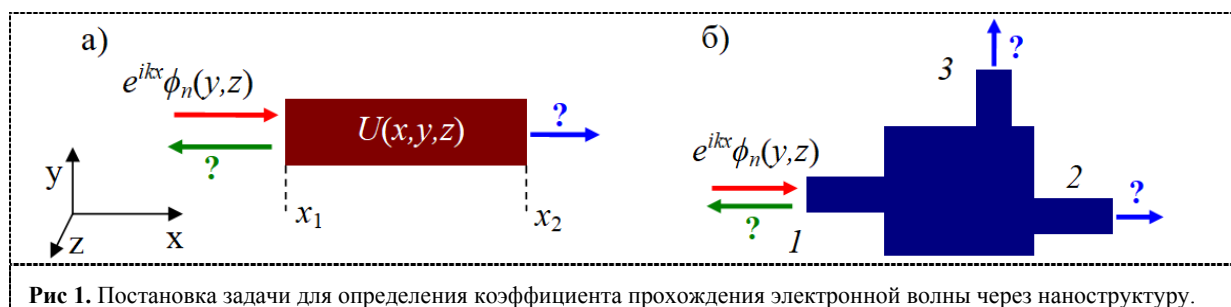 а)
e^{ikx}ϕ_n(y,z)
U(x,y,z)
?
?
y
x
z
x_1
x_2
б)
3
?
e^{ikx}ϕ_n(y,z)
2
?
?
1
Рис 1. Постановка задачи для определения коэффициента прохождения электронной волны через наноструктуру.